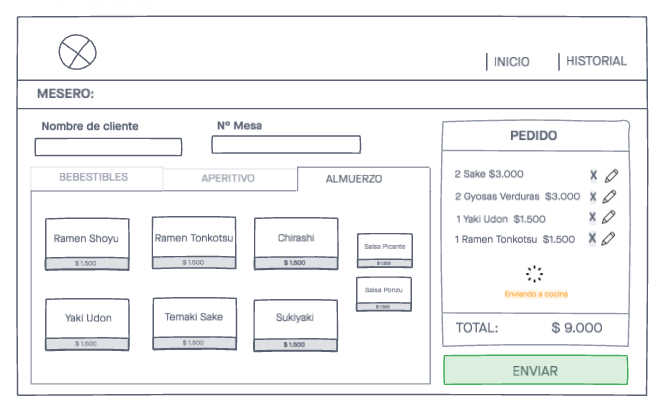 INICIO
HISTORIAL
MESERO:
Nombre de cliente
Nº Mesa
BEBESTIBLES
APERITIVO
ALMUERZO
Ramen Shoyu
$ 1.500
Ramen Tonkotsu
$ 1.500
Chirashi
$ 1.500
Salsa Picante
$ 1.500
Salsa Ponzu
$ 1.500
Yaki Udon
$ 1.500
Temaki Sake
$ 1.500
Sukiyaki
$ 1.500
PEDIDO
2 Sake $3.000 X
2 Gyosas Verduras $3.000 X
1 Yaki Udon $1.500 X
1 Ramen Tonkotsu $1.500 X
Enviando a cocina
TOTAL: $ 9.000
ENVIAR